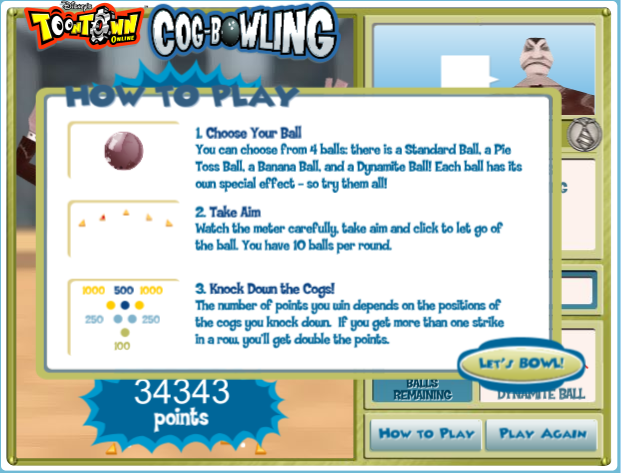 Disney's
TOONTOWN
ONLINE
COG-BOWLING
HOW TO PLAY
1. Choose Your Ball
You can choose from 4 balls: there is a Standard Ball, a Pie
Toss Ball, a Banana Ball, and a Dynamite Ball! Each ball has its
own special effect - so try them all!
2. Take Aim
Watch the meter carefully, take aim and click to let go of
the ball. You have 10 balls per round.
1000 500 1000
250 250
100
3. Knock Down the Cogs!
The number of points you win depends on the positions of
the cogs you knock down. If you get more than one strike
in a row, you'll get double the points.
LET'S BOWL!
34343
points
BALLS
REMAINING
DYNAMITE BALL
HOW TO PLAY
PLAY AGAIN